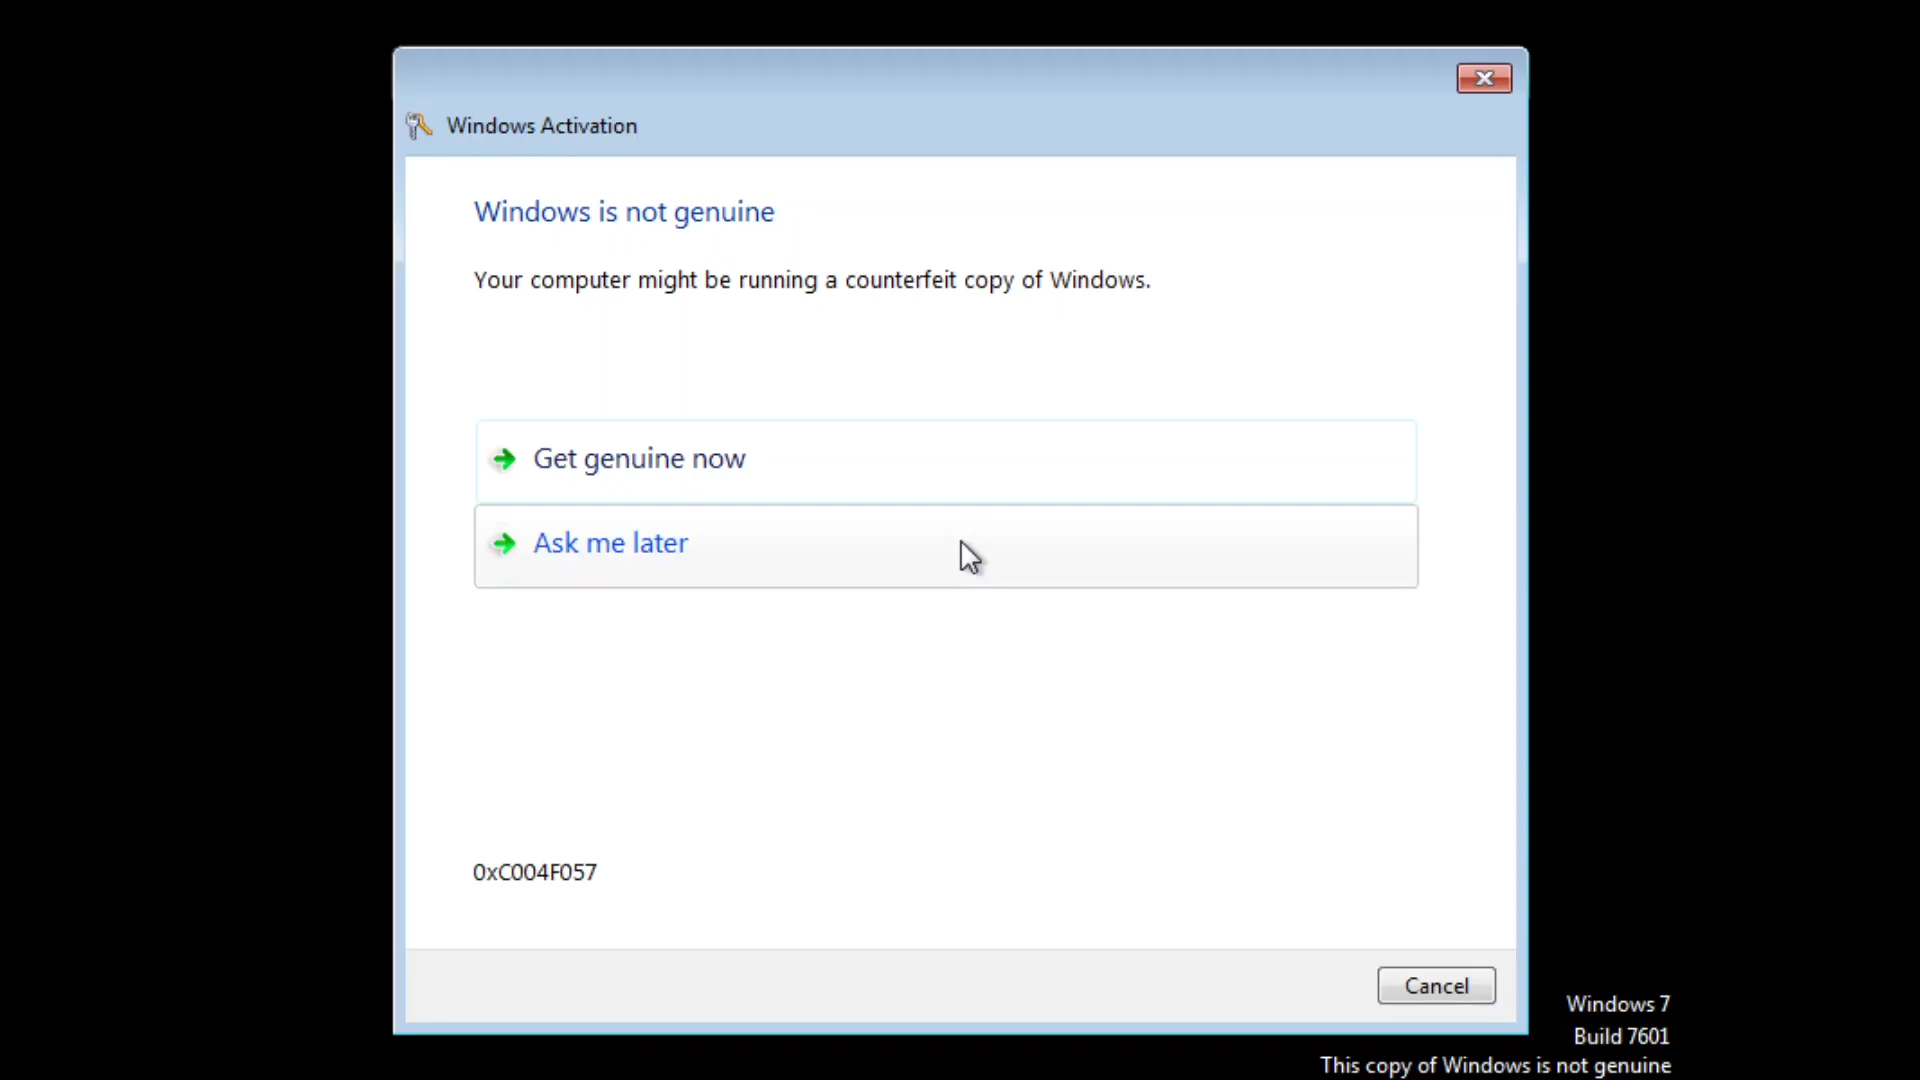 Windows Activation
Windows is not genuine
Your computer might be running a counterfeit copy of Windows.
Get genuine now
Ask me later
0xC004F057
Cancel
Windows 7
Build 7601
This copy of Windows is not genuine